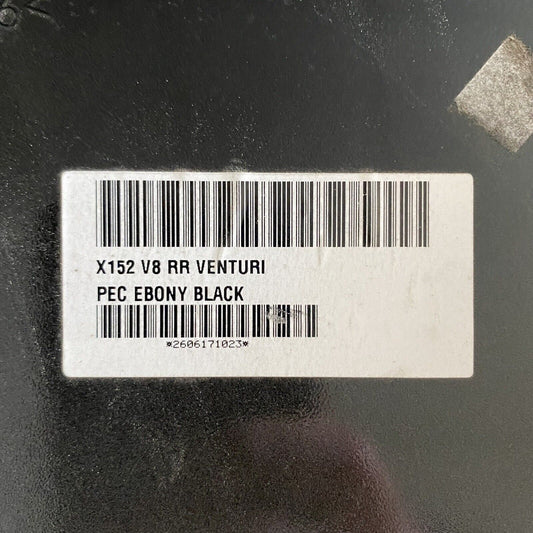 X152 V8 RR VENTURI
PEC EBONY BLACK
*2606171023*